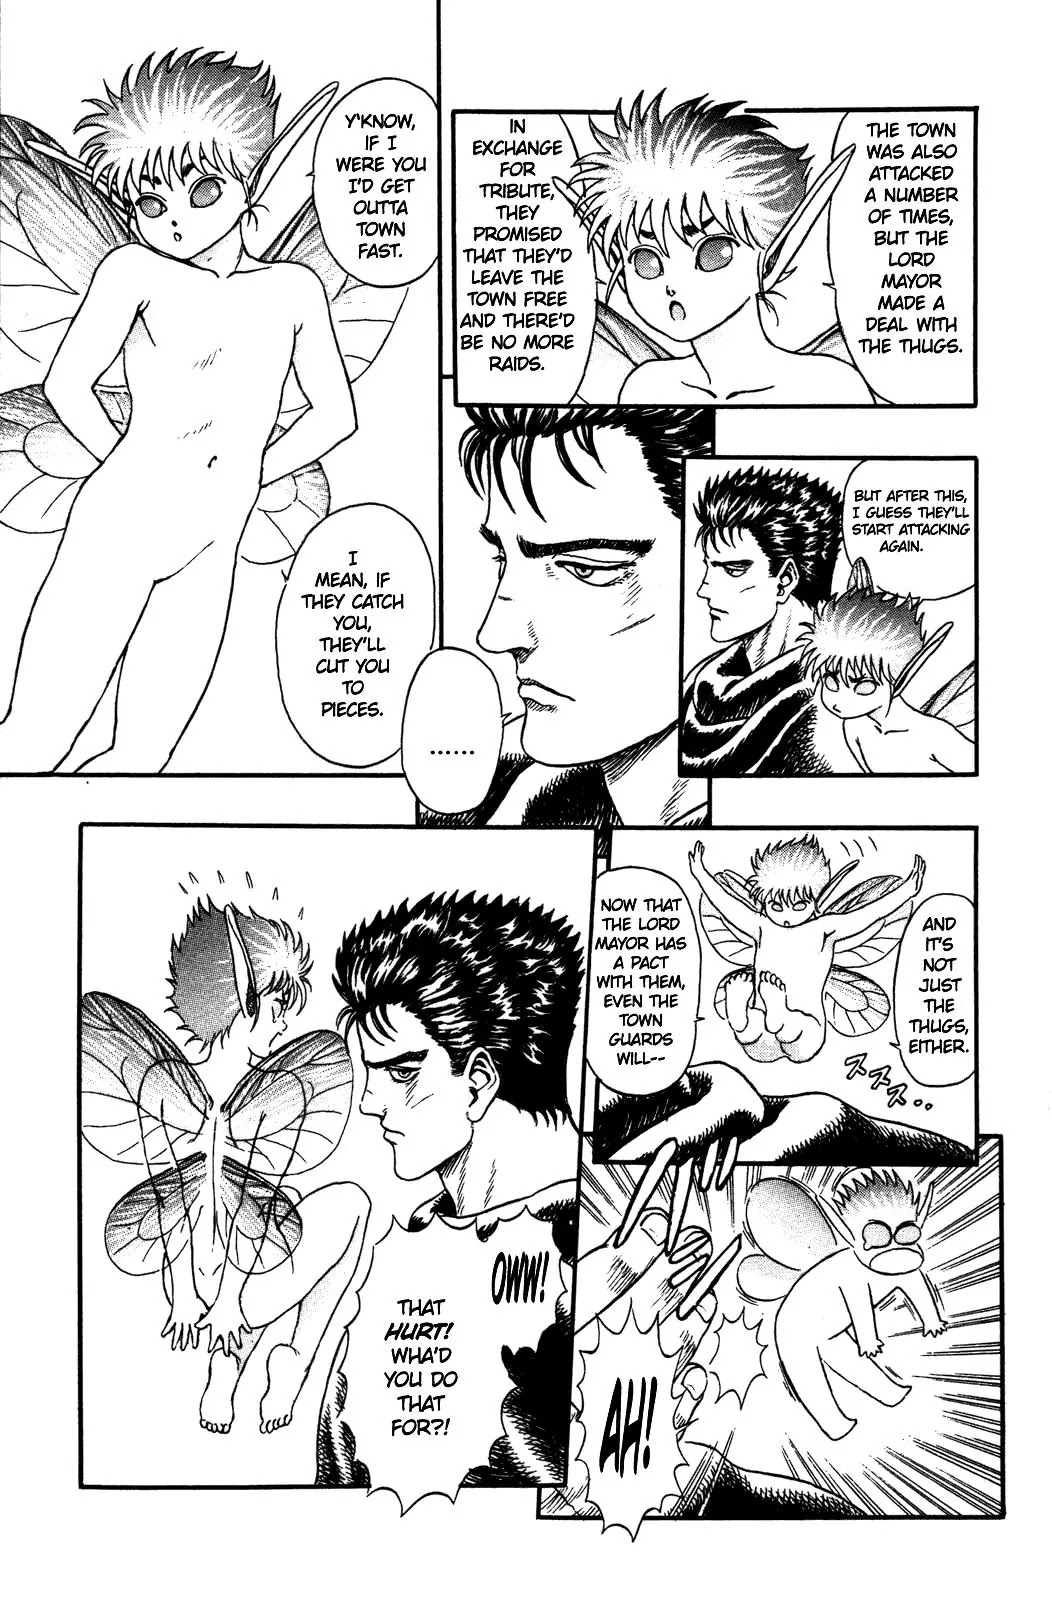 THE TOWN
WAS ALSO
ATTACKED
A NUMBER
OF TIMES,
BUT THE
LORD
MAYOR
MADE A
DEAL WITH
THE THUGS.
IN
EXCHANGE
FOR
TRIBUTE,
THEY
PROMISED
THAT THEY'D
LEAVE THE
TOWN FREE
AND THERE'D
BE NO MORE
RAIDS.
BUT AFTER THIS,
I GUESS THEY'LL
START ATTACKING
AGAIN.
.......
Y'KNOW,
IF I
WERE YOU
I'D GET
OUTTA
TOWN
FAST.
I
MEAN, IF
THEY CATCH
YOU,
THEY'LL
CUT YOU
TO
PIECES.
AND
IT'S
NOT
JUST
THE
THUGS,
EITHER.
NOW THAT
THE LORD
MAYOR HAS
A PACT
WITH THEM,
EVEN THE
TOWN
GUARDS
WILL--
ススス..
AH!
OWW!
THAT
HURT!
WHA'D
YOU DO
THAT
FOR?!